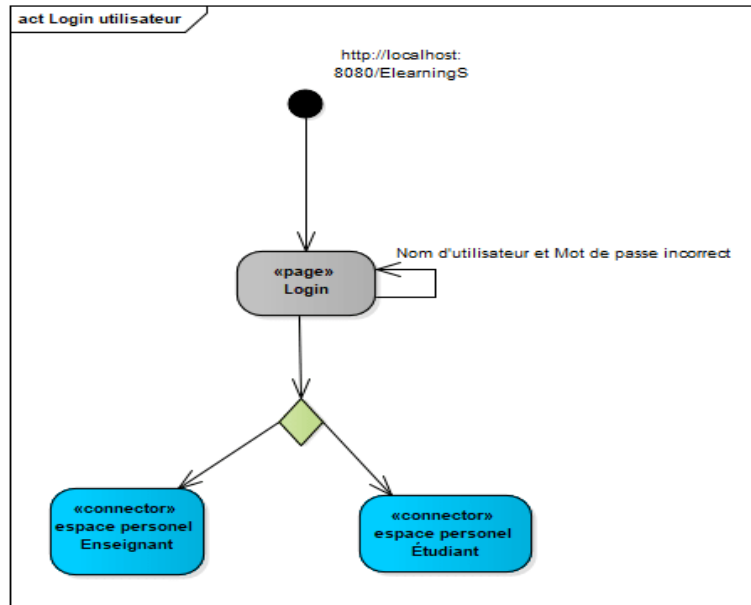 act Login utilisateur
http://localhost:
8080/ElearningS
«page»
Login
Nom d'utilisateur et Mot de passe incorrect
«connector»
espace personel
Enseignant
«connector»
espace personel
Étudiant